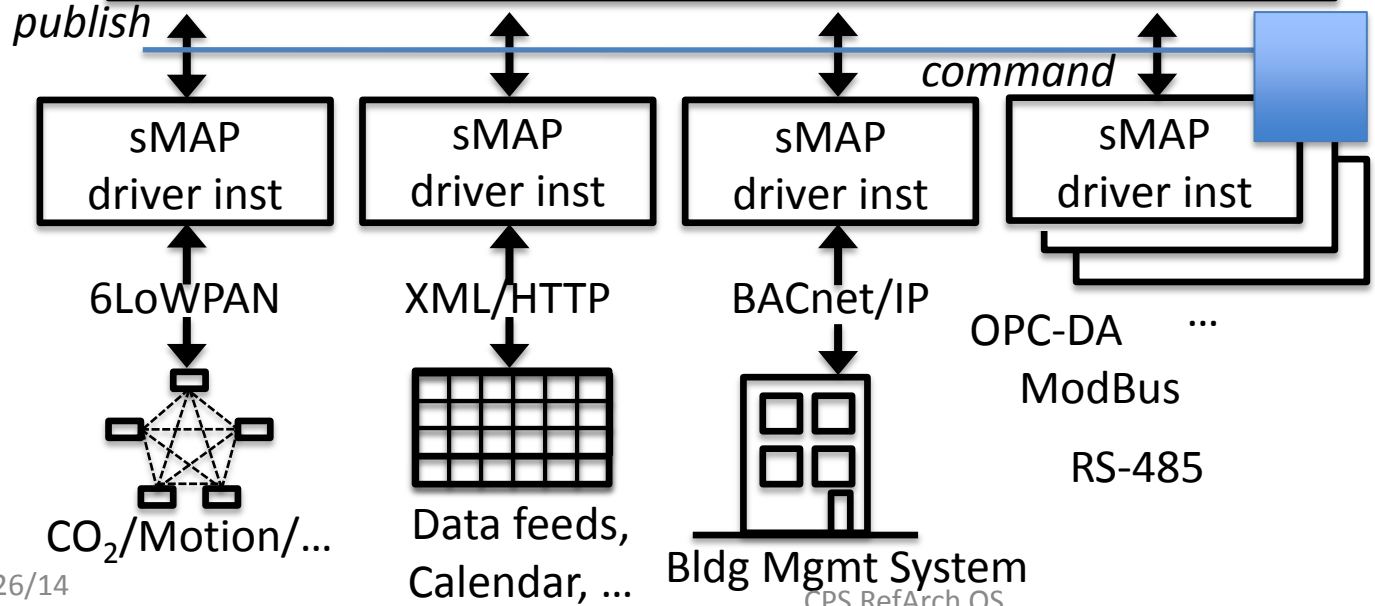 publish
command
sMAP
driver inst
sMAP
driver inst
sMAP
driver inst
sMAP
driver inst
6LoWPAN
XML/HTTP
BACnet/IP
OPC-DA
...
ModBus
RS-485
CO₂/Motion/...
Data feeds,
Calendar, ...
Bldg Mgmt System
26/14
CPS RefArch OS